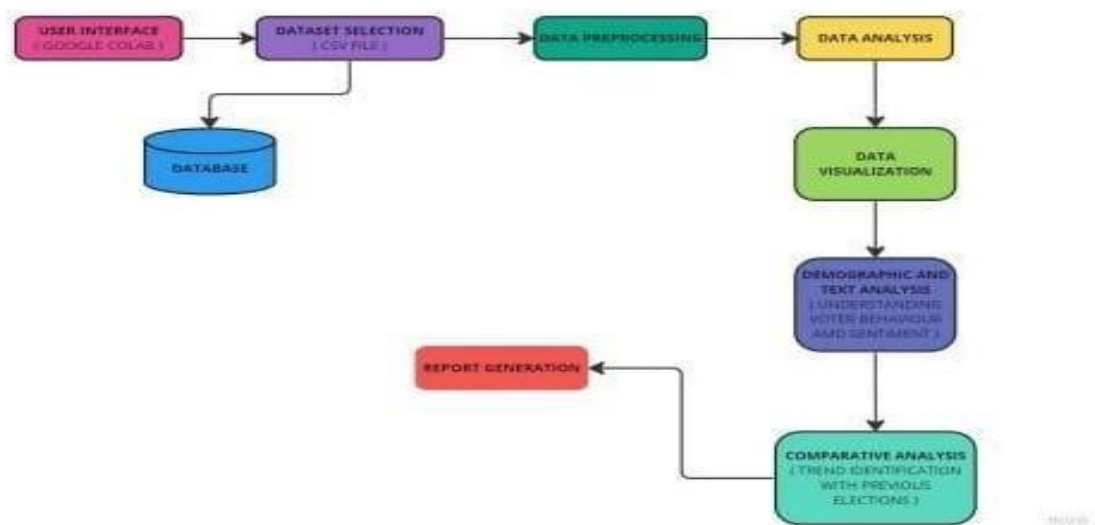 USER INTERFACE
( GOOGLE COLAB )
DATASET SELECTION
( CSV FILE )
DATA PREPROCESSING
DATA ANALYSIS
DATABASE
DATA
VISUALIZATION
DEMOGRAPHIC AND
TEXT ANALYSIS
( UNDERSTANDING
VOTER BEHAVIOUR
AMD SENTIMENT )
REPORT GENERATION
COMPARATIVE ANALYSIS
( TREND IDENTIFICATION
WITH PREVIOUS
ELECTIONS )